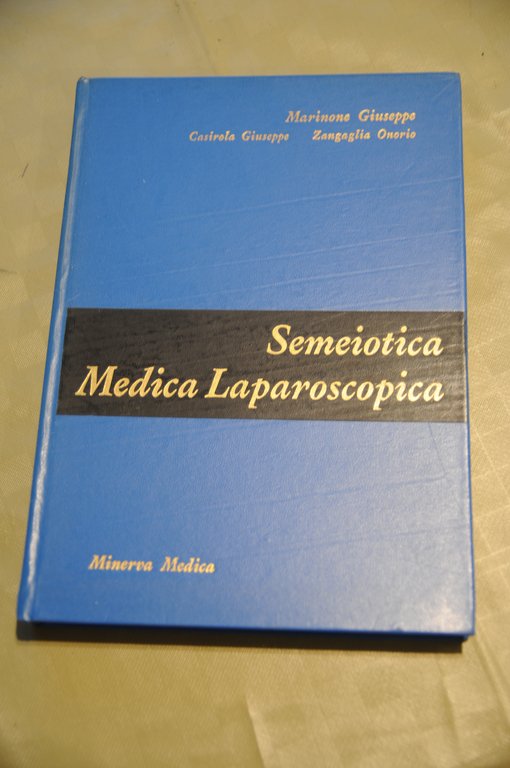 Marinone Giuseppe
Casirola Giuseppe Zangaglia Onorio
Semeiotica
Medica Laparoscopica
Minerva Medica